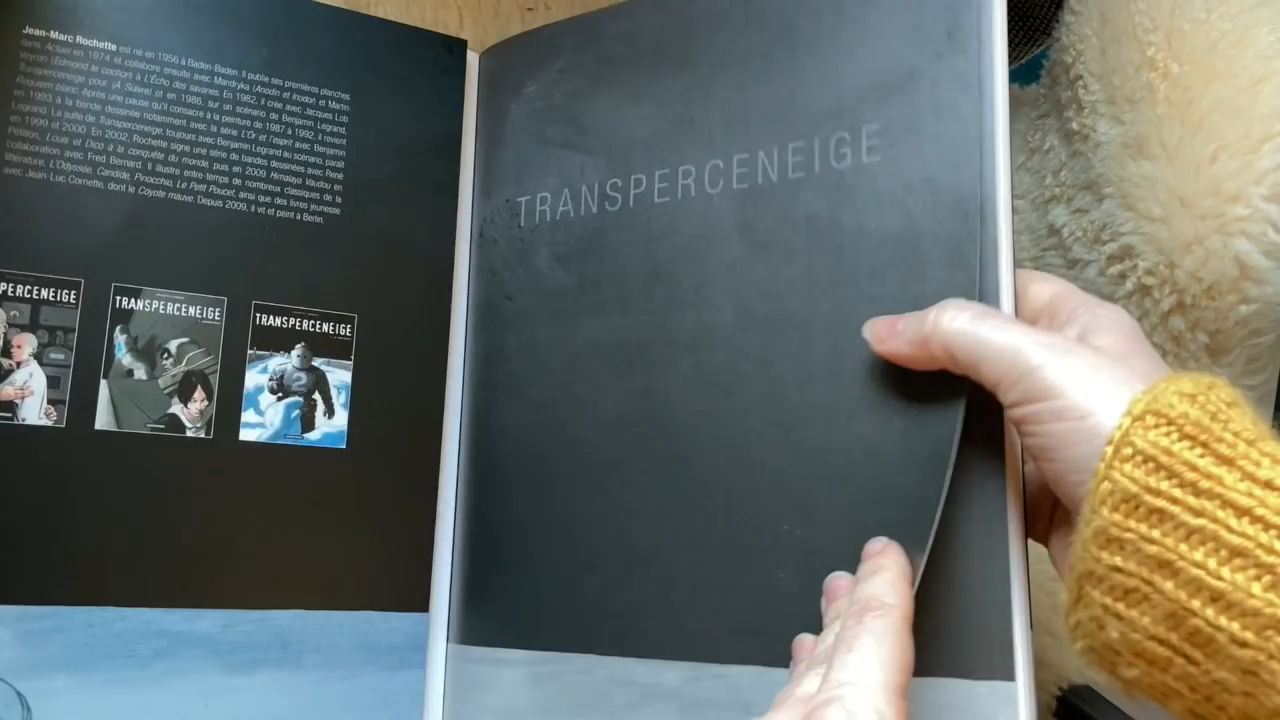 Jean-Marc Rochette est né en 1956 à Baden-Baden. Il publie ses premières planches
dans Actuel en 1974 et collabore ensuite avec Mandryka (Anodin et Inodor) et Martin
Veyron (Edmond le cochon) à L'Écho des savanes. En 1982, il crée avec Jacques Lob
Transperceneige pour (À Suivre) et en 1986, sur un scénario de Benjamin Legrand,
Requiem blanc. Après une pause qu'il consacre à la peinture de 1987 à 1992, il revient
en 1993 à la bande dessinée notamment avec la série L'Or et l'esprit avec Benjamin
Legrand. La suite de Transperceneige, toujours avec Benjamin Legrand au scénario, paraît
en 1999 et 2000. En 2002, Rochette signe une série de bandes dessinées avec René
Pétillon, Louis et Dico à la conquête du monde, puis en 2009 Himalaya Vaudou en
collaboration avec Fred Bernard. Il illustre entre-temps de nombreux classiques de la
littérature, L'Odyssée, Candide, Pinocchio, Le Petit Poucet, ainsi que des livres jeunesse
avec Jean-Luc Cornette, dont le Coyote mauve. Depuis 2009, il vit et peint à Berlin.
PERCENEIGE
TRANSPERCENEIGE
TRANSPERCENEIGE
2
TRANSPERCENEIGE